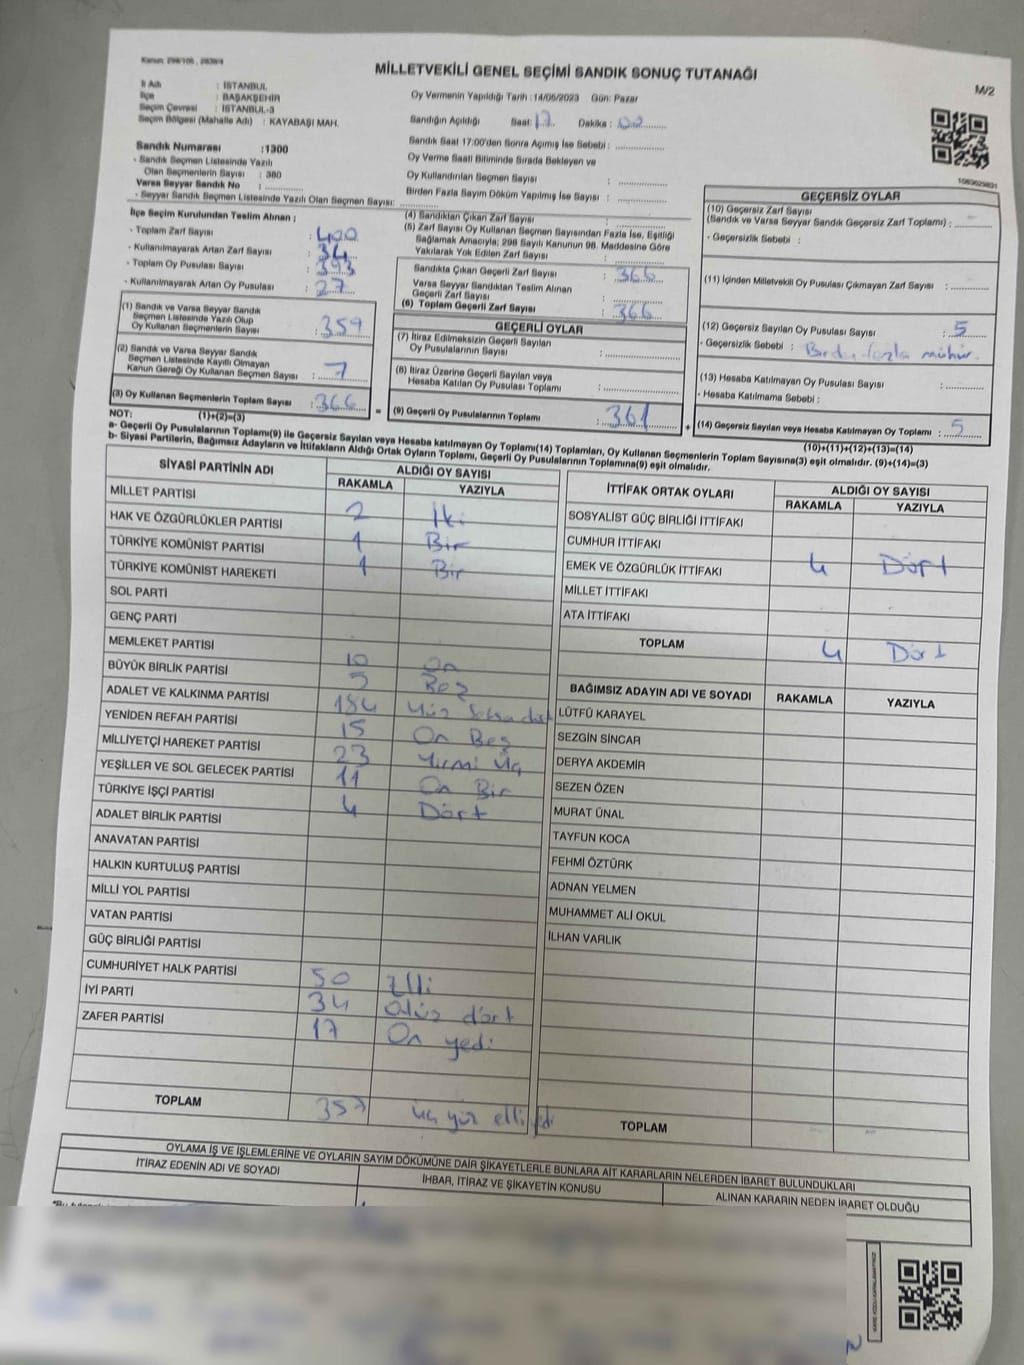 Kanun: 298/105 , 2839/4
MİLLETVEKİLİ GENEL SEÇİMİ SANDIK SONUÇ TUTANAĞI
M/2
İl Adı : İSTANBUL
İlçe : BAŞAKŞEHİR
Seçim Çevresi : İSTANBUL-3
Seçim Bölgesi (Mahalle Adı) : KAYABAŞI MAH.
Oy Vermenin Yapıldığı Tarih :14/05/2023 Gün: Pazar
Sandığın Açıldığı Saat: 17 Dakika : 00
Sandık Saat 17:00'den Sonra Açımış İse Sebebi :
Oy Verme Saati Bitiminde Sırada Bekleyen ve
Oy Kullandırılan Seçmen Sayısı :
Birden Fazla Sayım Döküm Yapılmış İse Sayısı :
Sandık Numarası :1300
- Sandık Seçmen Listesinde Yazılı
Olan Seçmenlerin Sayısı : 380
Varsa Seyyar Sandık No :
- Seyyar Sandık Seçmen Listesinde Yazılı Olan Seçmen Sayısı:
İlçe Seçim Kurulundan Teslim Alınan ;
- Toplam Zarf Sayısı : 400
- Kullanılmayarak Artan Zarf Sayısı : 34
- Toplam Oy Pusulası Sayısı : 393
- Kullanılmayarak Artan Oy Pusulası : 27
(1) Sandık ve Varsa Seyyar Sandık
Seçmen Listesinde Yazılı Olup
Oy Kullanan Seçmenlerin Sayısı : 359
(2) Sandık ve Varsa Seyyar Sandık
Seçmen Listesinde Kayıtlı Olmayan
Kanun Gereği Oy Kullanan Seçmen Sayısı : 7
(3) Oy Kullanan Seçmenlerin Toplam Sayısı : 366
(4) Sandıktan Çıkan Zarf Sayısı :
(5) Zarf Sayısı Oy Kullanan Seçmen Sayısından Fazla İse, Eşitliği
Sağlamak Amacıyla; 298 Sayılı Kanunun 98. Maddesine Göre
Yakılarak Yok Edilen Zarf Sayısı :
Sandıkta Çıkan Geçerli Zarf Sayısı : 366
Varsa Seyyar Sandıktan Teslim Alınan
Geçerli Zarf Sayısı :
(6) Toplam Geçerli Zarf Sayısı : 366
GEÇERLİ OYLAR
(7) İtiraz Edilmeksizin Geçerli Sayılan
Oy Pusulalarının Sayısı :
(8) İtiraz Üzerine Geçerli Sayılan veya
Hesaba Katılan Oy Pusulası Toplamı :
= (9) Geçerli Oy Pusulalarının Toplamı : 361 +
GEÇERSİZ OYLAR
(10) Geçersiz Zarf Sayısı
(Sandık ve Varsa Seyyar Sandık Geçersiz Zarf Toplamı) :
- Geçersizlik Sebebi :
(11) İçinden Milletvekili Oy Pusulası Çıkmayan Zarf Sayısı :
(12) Geçersiz Sayılan Oy Pusulası Sayısı : 5
- Geçersizlik Sebebi : fazla mühür.
(13) Hesaba Katılmayan Oy Pusulası Sayısı :
- Hesaba Katılmama Sebebi :
(14) Geçersiz Sayılan veya Hesaba Katılmayan Oy Toplamı : 5
NOT: (1)+(2)=(3)
(10)+(11)+(12)+(13)=(14)
a- Geçerli Oy Pusulalarının Toplamı(9) ile Geçersiz Sayılan veya Hesaba katılmayan Oy Toplamı(14) Toplamları, Oy Kullanan Seçmenlerin Toplam Sayısına(3) eşit olmalıdır. (9)+(14)=(3)
b- Siyasi Partilerin, Bağımsız Adayların ve İttifakların Aldığı Ortak Oyların Toplamı, Geçerli Oy Pusulalarının Toplamına(9) eşit olmalıdır.
SİYASİ PARTİNİN ADI ALDIĞI OY SAYISI
RAKAMLA YAZIYLA
MİLLET PARTİSİ 2 İki
HAK VE ÖZGÜRLÜKLER PARTİSİ 1 Bir
TÜRKİYE KOMÜNİST PARTİSİ 1 Bir
TÜRKİYE KOMÜNİST HAREKETİ
SOL PARTİ
GENÇ PARTİ
MEMLEKET PARTİSİ 10 On
BÜYÜK BİRLİK PARTİSİ 5 Beş
ADALET VE KALKINMA PARTİSİ 184 Yüz Seksen dört
YENİDEN REFAH PARTİSİ 15 On Beş
MİLLİYETÇİ HAREKET PARTİSİ 23 Yirmi Üç
YEŞİLLER VE SOL GELECEK PARTİSİ 11 On Bir
TÜRKİYE İŞÇİ PARTİSİ 4 Dört
ADALET BİRLİK PARTİSİ
ANAVATAN PARTİSİ
HALKIN KURTULUŞ PARTİSİ
MİLLİ YOL PARTİSİ
VATAN PARTİSİ
GÜÇ BİRLİĞİ PARTİSİ
CUMHURİYET HALK PARTİSİ 50 Elli
İYİ PARTİ 34 Otuz dört
ZAFER PARTİSİ 17 On yedi
TOPLAM 357 üç yüz elli yedi
İTTİFAK ORTAK OYLARI ALDIĞI OY SAYISI
RAKAMLA YAZIYLA
SOSYALİST GÜÇ BİRLİĞİ İTTİFAKI
CUMHUR İTTİFAKI 4 Dört
EMEK VE ÖZGÜRLÜK İTTİFAKI
MİLLET İTTİFAKI
ATA İTTİFAKI
TOPLAM 4 Dört
BAĞIMSIZ ADAYIN ADI VE SOYADI RAKAMLA YAZIYLA
LÜTFÜ KARAYEL
SEZGİN SİNCAR
DERYA AKDEMİR
SEZEN ÖZEN
MURAT ÜNAL
TAYFUN KOCA
FEHMİ ÖZTÜRK
ADNAN YELMEN
MUHAMMET ALİ OKUL
İLHAN VARLIK
TOPLAM
OYLAMA İŞ VE İŞLEMLERİNE VE OYLARIN SAYIM DÖKÜMÜNE DAİR ŞİKAYETLERLE BUNLARA AİT KARARLARIN NELERDEN İBARET BULUNDUKLARI
İTİRAZ EDENİN ADI VE SOYADI
İHBAR, İTİRAZ VE ŞİKAYETİN KONUSU
ALINAN KARARIN NEDEN İBARET OLDUĞU